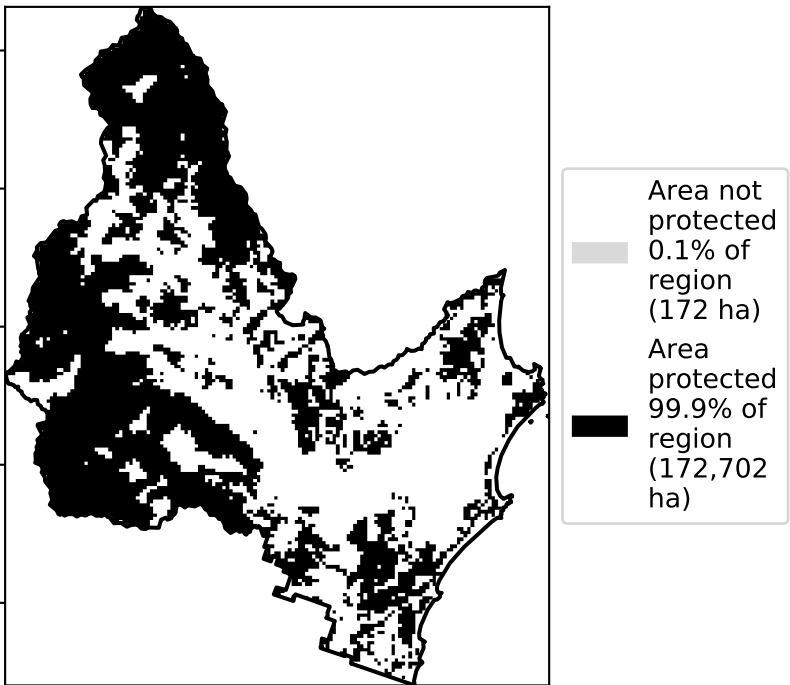 Area not
protected
0.1% of
region
(172 ha)
Area
protected
99.9% of
region
(172,702
ha)